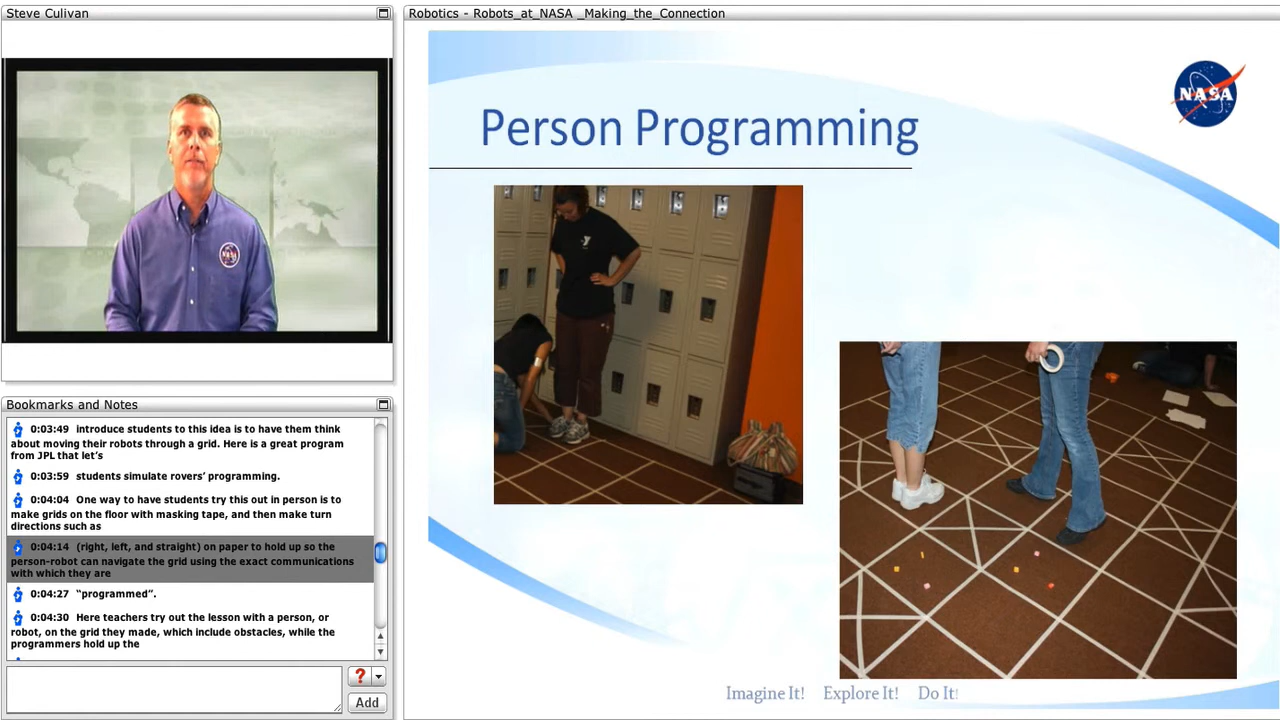 Steve Culivan
Robotics - Robots_at_NASA _Making_the_Connection
NASA
Person Programming
NASA
Bookmarks and Notes
0:03:49 introduce students to this idea is to have them think
about moving their robots through a grid. Here is a great program
from JPL that let's
0:03:59 students simulate rovers' programming.
0:04:04 One way to have students try this out in person is to
make grids on the floor with masking tape, and then make turn
directions such as
0:04:14 (right, left, and straight) on paper to hold up so the
person-robot can navigate the grid using the exact communications
with which they are
0:04:27 “programmed”.
0:04:30 Here teachers try out the lesson with a person, or
robot, on the grid they made, which include obstacles, while the
programmers hold up the
?
Add
Imagine It! Explore It! Do It!